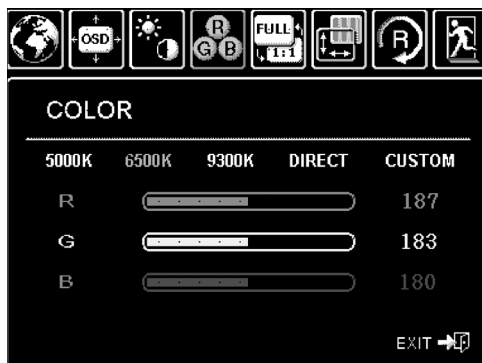 OSD R G B FULL 1:1 R
COLOR
5000K 6500K 9300K DIRECT CUSTOM
R 187
G 183
B 180
EXIT